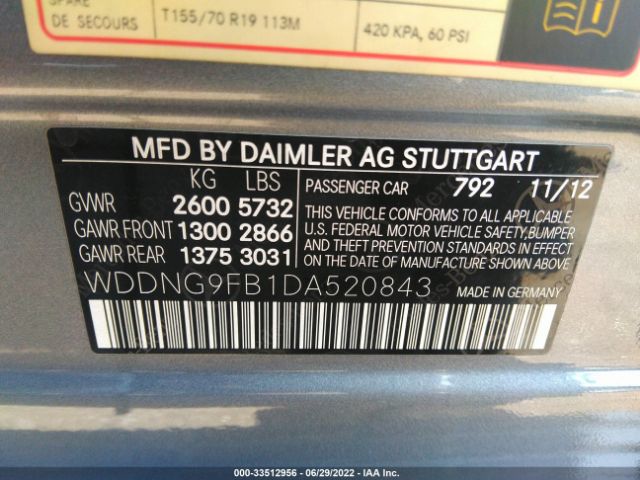 SPARE
DE SECOURS T155/70 R19 113M 420 KPA, 60 PSI
MFD BY DAIMLER AG STUTTGART
KG LBS
GVWR 2600 5732
GAWR FRONT 1300 2866
GAWR REAR 1375 3031
PASSENGER CAR 792 11/12
THIS VEHICLE CONFORMS TO ALL APPLICABLE
U.S. FEDERAL MOTOR VEHICLE SAFETY,BUMPER
AND THEFT PREVENTION STANDARDS IN EFFECT
ON THE DATE OF MANUFACTURE SHOWN ABOVE.
WDDNG9FB1DA520843 MADE IN GERMANY
000-33512956 - 06/29/2022 - IAA Inc.